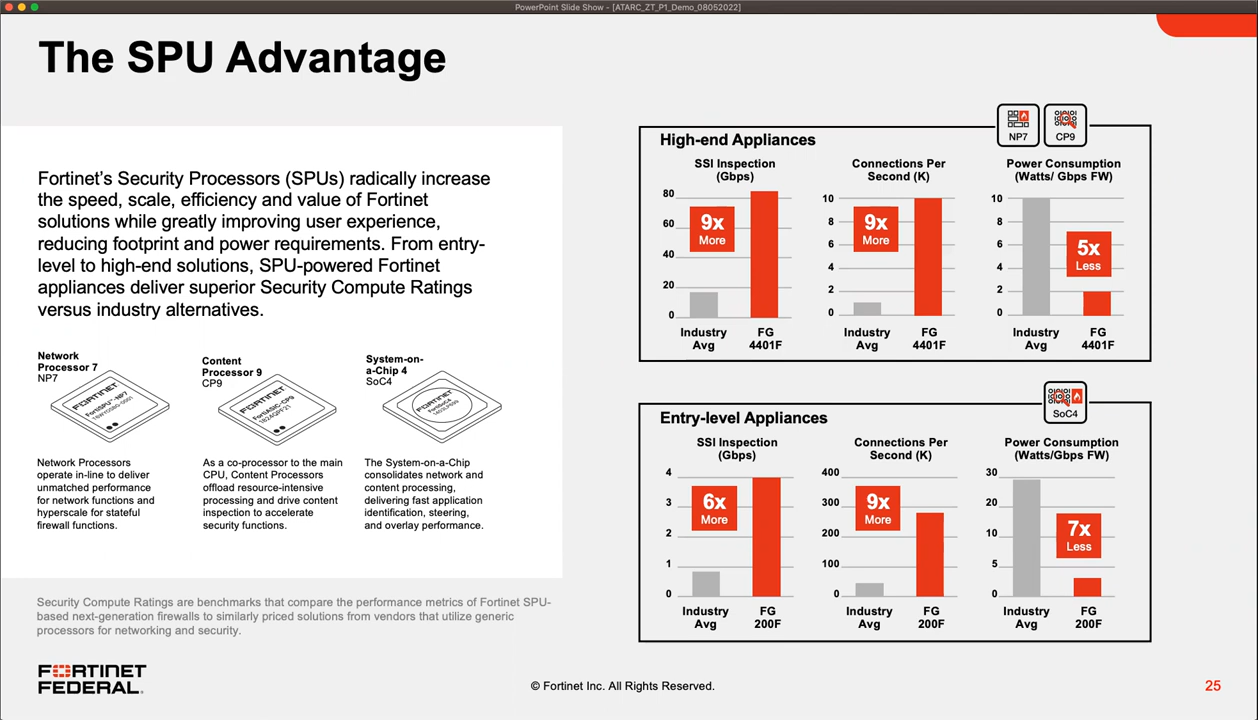 PowerPoint Slide Show - [ATARC_ZT_P1_Demo_08052022]
The SPU Advantage
Fortinet's Security Processors (SPUs) radically increase
the speed, scale, efficiency and value of Fortinet
solutions while greatly improving user experience,
reducing footprint and power requirements. From entry-
level to high-end solutions, SPU-powered Fortinet
appliances deliver superior Security Compute Ratings
versus industry alternatives.
Network
Processor 7
NP7
FORTINET
FortiSPU™-NP7
Network Processors
operate in-line to deliver
unmatched performance
for network functions and
hyperscale for stateful
firewall functions.
Content
Processor 9
CP9
FORTINET
FortiASIC-CP9
As a co-processor to the main
CPU, Content Processors
offload resource-intensive
processing and drive content
inspection to accelerate
security functions.
System-on-
a-Chip 4
SoC4
FORTINET
FortiSoC4
The System-on-a-Chip
consolidates network and
content processing,
delivering fast application
identification, steering,
and overlay performance.
Security Compute Ratings are benchmarks that compare the performance metrics of Fortinet SPU-
based next-generation firewalls to similarly priced solutions from vendors that utilize generic
processors for networking and security.
NP7
CP9
High-end Appliances
SSI Inspection
(Gbps)
80
60
40
20
0
9x
More
Industry
Avg
FG
4401F
Connections Per
Second (K)
10
8
6
4
2
0
9x
More
Industry
Avg
FG
4401F
Power Consumption
(Watts/ Gbps FW)
10
8
6
4
2
0
5x
Less
Industry
Avg
FG
4401F
SoC4
Entry-level Appliances
SSI Inspection
(Gbps)
4
3
2
1
0
6x
More
Industry
Avg
FG
200F
Connections Per
Second (K)
400
300
200
100
0
9x
More
Industry
Avg
FG
200F
Power Consumption
(Watts/Gbps FW)
30
20
10
5
0
7x
Less
Industry
Avg
FG
200F
FORTINET
FEDERAL
© Fortinet Inc. All Rights Reserved.
25